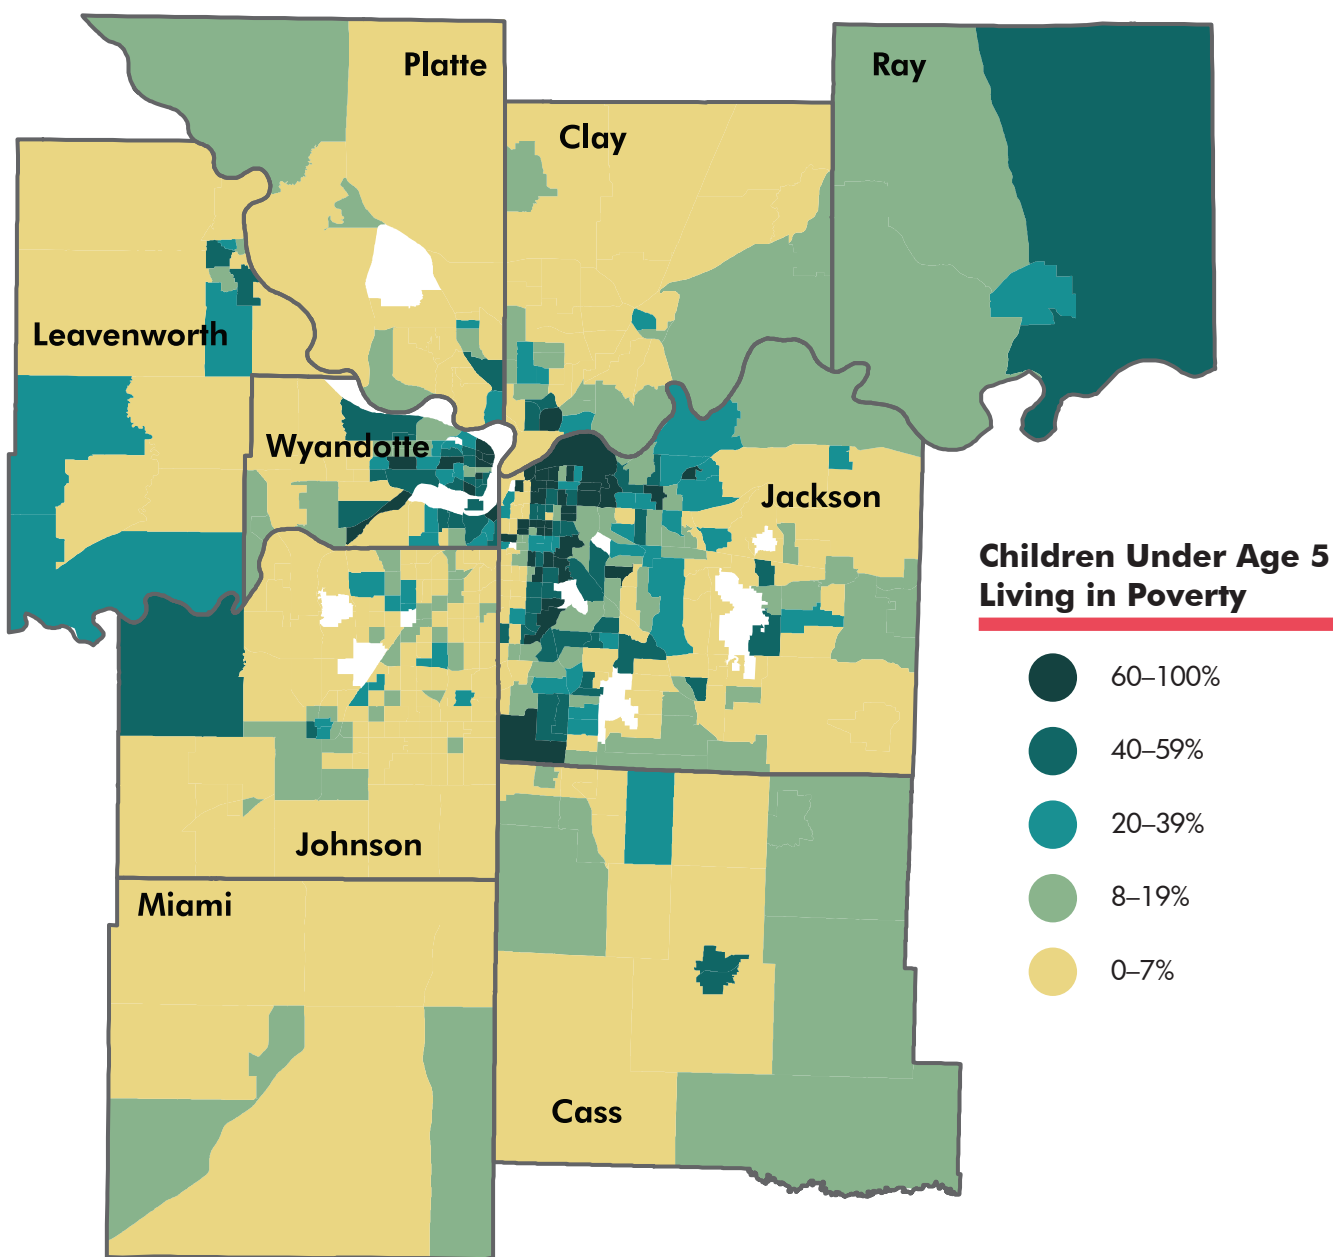 Platte
Ray
Clay
Leavenworth
Wyandotte
Jackson
Children Under Age 5
Living in Poverty
60–100%
40–59%
20–39%
8–19%
0–7%
Johnson
Miami
Cass